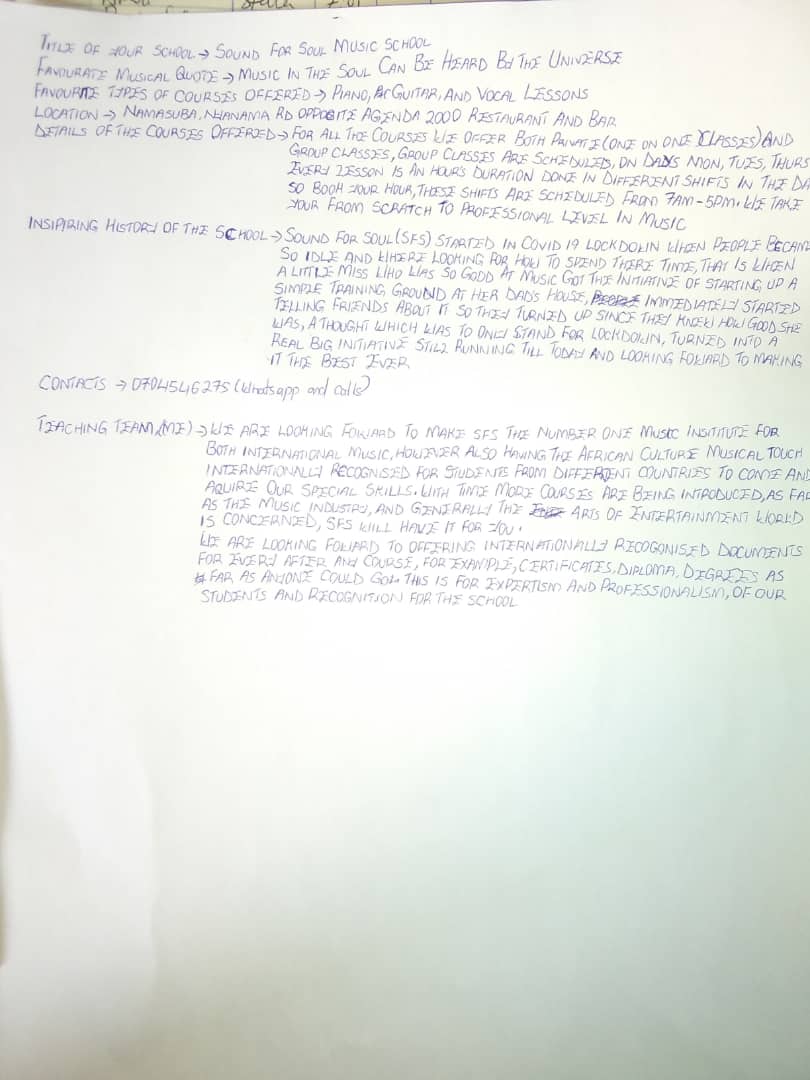 Stella
TITLE OF YOUR SCHOOL → SOUND FOR SOUL MUSIC SCHOOL
FAVOURATE MUSICAL QUOTE → MUSIC IN THE SOUL CAN BE HEARD BY THE UNIVERSE
FAVOURITE TYPES OF COURSES OFFERED → PIANO, GUITAR, AND VOCAL LESSONS
LOCATION → NAMASUBA, NYANAMA RD OPPOSITE AGENDA 2000 RESTAURANT AND BAR
DETAILS OF THE COURSES OFFERED → FOR ALL THE COURSES WE OFFER BOTH PRIVATE (ONE ON ONE CLASSES) AND
GROUP CLASSES, GROUP CLASSES ARE SCHEDULED, ON DADYS MON, TUES, THURS
EVERY LESSON IS AN HOUR'S DURATION DONE IN DIFFERENT SHIFTS IN THE DA
SO BOOK YOUR HOUR, THESE SHIFTS ARE SCHEDULED FROM 7AM - 5PM. WE TAKE
YOUR FROM SCRATCH TO PROFESSIONAL LEVEL IN MUSIC
INSIPIRING HISTORY OF THE SCHOOL → SOUND FOR SOUL (SFS) STARTED IN COVID 19 LOCKDOWN WHEN PEOPLE BECAME
SO IDLE AND WHERE LOOKING FOR HOW TO SPEND THERE TIME, THAT IS WHEN
A LITTLE MISS WHO WAS SO GOOD AT MUSIC GOT THE INITIATIVE OF STARTING UP A
SIMPLE TRAINING GROUND AT HER DAD'S HOUSE, IMMEDIATELY STARTED
TELLING FRIENDS ABOUT IT SO THEY TURNED UP SINCE THEY KNEW HOW GOOD SHE
WAS, A THOUGHT WHICH WAS TO ONLY STAND FOR LOCKDOWN, TURNED INTO A
REAL BIG INITIATIVE STILL RUNNING TILL TODAY AND LOOKING FOWARD TO MAKING
IT THE BEST EVER
CONTACTS → 0704546275 (Whatsapp and calls)
TEACHING TEAM (ME) → WE ARE LOOKING FOWARD TO MAKE SFS THE NUMBER ONE MUSIC INSITITUTE FOR
BOTH INTERNATIONAL MUSIC, HOWEVER ALSO HAVING THE AFRICAN CULTURE MUSICAL TOUCH
INTERNATIONALLY RECOGNISED FOR STUDENTS FROM DIFFERENT COUNTRIES TO COME AND
AQUIRE OUR SPECIAL SKILLS. WITH TIME MORE COURSES ARE BEING INTRODUCED, AS FAR
AS THE MUSIC INDUSTRY, AND GENERALLY THE ARTS OF ENTERTAINMENT WORLD
IS CONCERNED, SFS WILL HAVE IT FOR YOU.
WE ARE LOOKING FOWARD TO OFFERING INTERNATIONALLY RECOGONISED DOCUMENTS
FOR EVERY AFTER ANY COURSE, FOR EXAMPLE, CERTIFICATES, DIPLOMA, DEGREES AS
FAR AS ANYONE COULD GO. THIS IS FOR EXPERTISM AND PROFESSIONALISM, OF OUR
STUDENTS AND RECOGNITION FOR THE SCHOOL